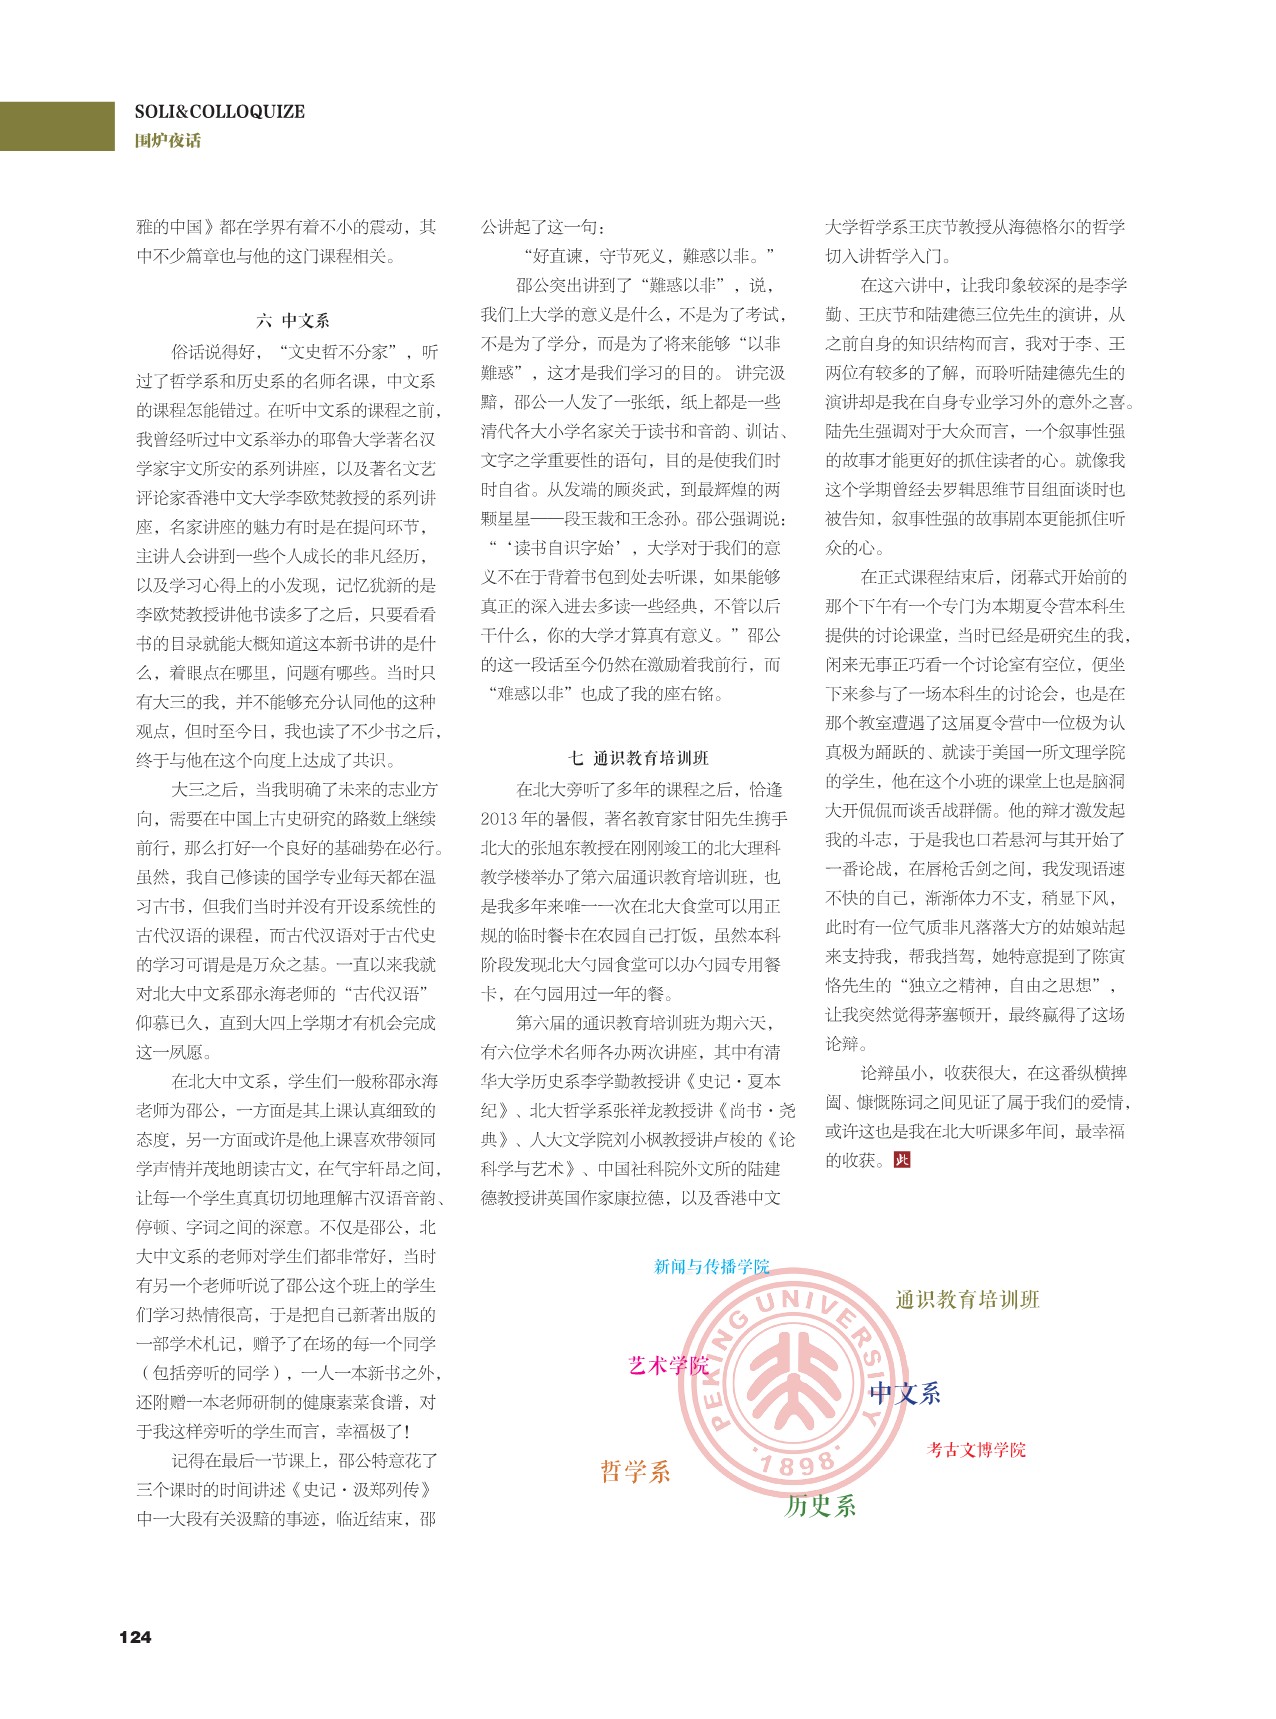 SOLI&COLLOQUIZE
围炉夜话
雅的中国》都在学界有着不小的震动，其
中不少篇章也与他的这门课程相关。
六 中文系
俗话说得好，“文史哲不分家”，听
过了哲学系和历史系的名师名课，中文系
的课程怎能错过。在听中文系的课程之前，
我曾经听过中文系举办的耶鲁大学著名汉
学家宇文所安的系列讲座，以及著名文艺
评论家香港中文大学李欧梵教授的系列讲
座，名家讲座的魅力有时是在提问环节，
主讲人会讲到一些个人成长的非凡经历，
以及学习心得上的小发现，记忆犹新的是
李欧梵教授讲他书读多了之后，只要看看
书的目录就能大概知道这本新书讲的是什
么，着眼点在哪里，问题有哪些。当时只
有大三的我，并不能够充分认同他的这种
观点，但时至今日，我也读了不少书之后，
终于与他在这个向度上达成了共识。
大三之后，当我明确了未来的志业方
向，需要在中国上古史研究的路数上继续
前行，那么打好一个良好的基础势在必行。
虽然，我自己修读的国学专业每天都在温
习古书，但我们当时并没有开设系统性的
古代汉语的课程，而古代汉语对于古代史
的学习可谓是是万众之基。一直以来我就
对北大中文系邵永海老师的“古代汉语”
仰慕已久，直到大四上学期才有机会完成
这一夙愿。
在北大中文系，学生们一般称邵永海
老师为邵公，一方面是其上课认真细致的
态度，另一方面或许是他上课喜欢带领同
学声情并茂地朗读古文，在气宇轩昂之间，
让每一个学生真真切切地理解古汉语音韵、
停顿、字词之间的深意。不仅是邵公，北
大中文系的老师对学生们都非常好，当时
有另一个老师听说了邵公这个班上的学生
们学习热情很高，于是把自己新著出版的
一部学术札记，赠予了在场的每一个同学
（包括旁听的同学），一人一本新书之外，
还附赠一本老师研制的健康素菜食谱，对
于我这样旁听的学生而言，幸福极了！
记得在最后一节课上，邵公特意花了
三个课时的时间讲述《史记·汲郑列传》
中一大段有关汲黯的事迹，临近结束，邵
公讲起了这一句：
“好直谏，守节死义，難惑以非。”
邵公突出讲到了“難惑以非”，说，
我们上大学的意义是什么，不是为了考试，
不是为了学分，而是为了将来能够“以非
難惑”，这才是我们学习的目的。 讲完汲
黯，邵公一人发了一张纸，纸上都是一些
清代各大小学名家关于读书和音韵、训诂、
文字之学重要性的语句，目的是使我们时
时自省。从发端的顾炎武，到最辉煌的两
颗星星——段玉裁和王念孙。邵公强调说：
“‘读书自识字始’，大学对于我们的意
义不在于背着书包到处去听课，如果能够
真正的深入进去多读一些经典，不管以后
干什么，你的大学才算真有意义。”邵公
的这一段话至今仍然在激励着我前行，而
“难惑以非”也成了我的座右铭。
七 通识教育培训班
在北大旁听了多年的课程之后，恰逢
2013 年的暑假，著名教育家甘阳先生携手
北大的张旭东教授在刚刚竣工的北大理科
教学楼举办了第六届通识教育培训班，也
是我多年来唯一一次在北大食堂可以用正
规的临时餐卡在农园自己打饭，虽然本科
阶段发现北大勺园食堂可以办勺园专用餐
卡，在勺园用过一年的餐。
第六届的通识教育培训班为期六天，
有六位学术名师各办两次讲座，其中有清
华大学历史系李学勤教授讲《史记·夏本
纪》、北大哲学系张祥龙教授讲《尚书·尧
典》、人大文学院刘小枫教授讲卢梭的《论
科学与艺术》、中国社科院外文所的陆建
德教授讲英国作家康拉德，以及香港中文
大学哲学系王庆节教授从海德格尔的哲学
切入讲哲学入门。
在这六讲中，让我印象较深的是李学
勤、王庆节和陆建德三位先生的演讲，从
之前自身的知识结构而言，我对于李、王
两位有较多的了解，而聆听陆建德先生的
演讲却是我在自身专业学习外的意外之喜。
陆先生强调对于大众而言，一个叙事性强
的故事才能更好的抓住读者的心。就像我
这个学期曾经去罗辑思维节目组面谈时也
被告知，叙事性强的故事剧本更能抓住听
众的心。
在正式课程结束后，闭幕式开始前的
那个下午有一个专门为本期夏令营本科生
提供的讨论课堂，当时已经是研究生的我，
闲来无事正巧看一个讨论室有空位，便坐
下来参与了一场本科生的讨论会，也是在
那个教室遭遇了这届夏令营中一位极为认
真极为踊跃的、就读于美国一所文理学院
的学生，他在这个小班的课堂上也是脑洞
大开侃侃而谈舌战群儒。他的辩才激发起
我的斗志，于是我也口若悬河与其开始了
一番论战，在唇枪舌剑之间，我发现语速
不快的自己，渐渐体力不支，稍显下风，
此时有一位气质非凡落落大方的姑娘站起
来支持我，帮我挡驾，她特意提到了陈寅
恪先生的“独立之精神，自由之思想”，
让我突然觉得茅塞顿开，最终赢得了这场
论辩。
论辩虽小，收获很大，在这番纵横捭
阖、慷慨陈词之间见证了属于我们的爱情，
或许这也是我在北大听课多年间，最幸福
的收获。此
新闻与传播学院
通识教育培训班
PEKING UNIVERSITY
艺术学院
中文系
考古文博学院
·1898·
哲学系
历史系
124